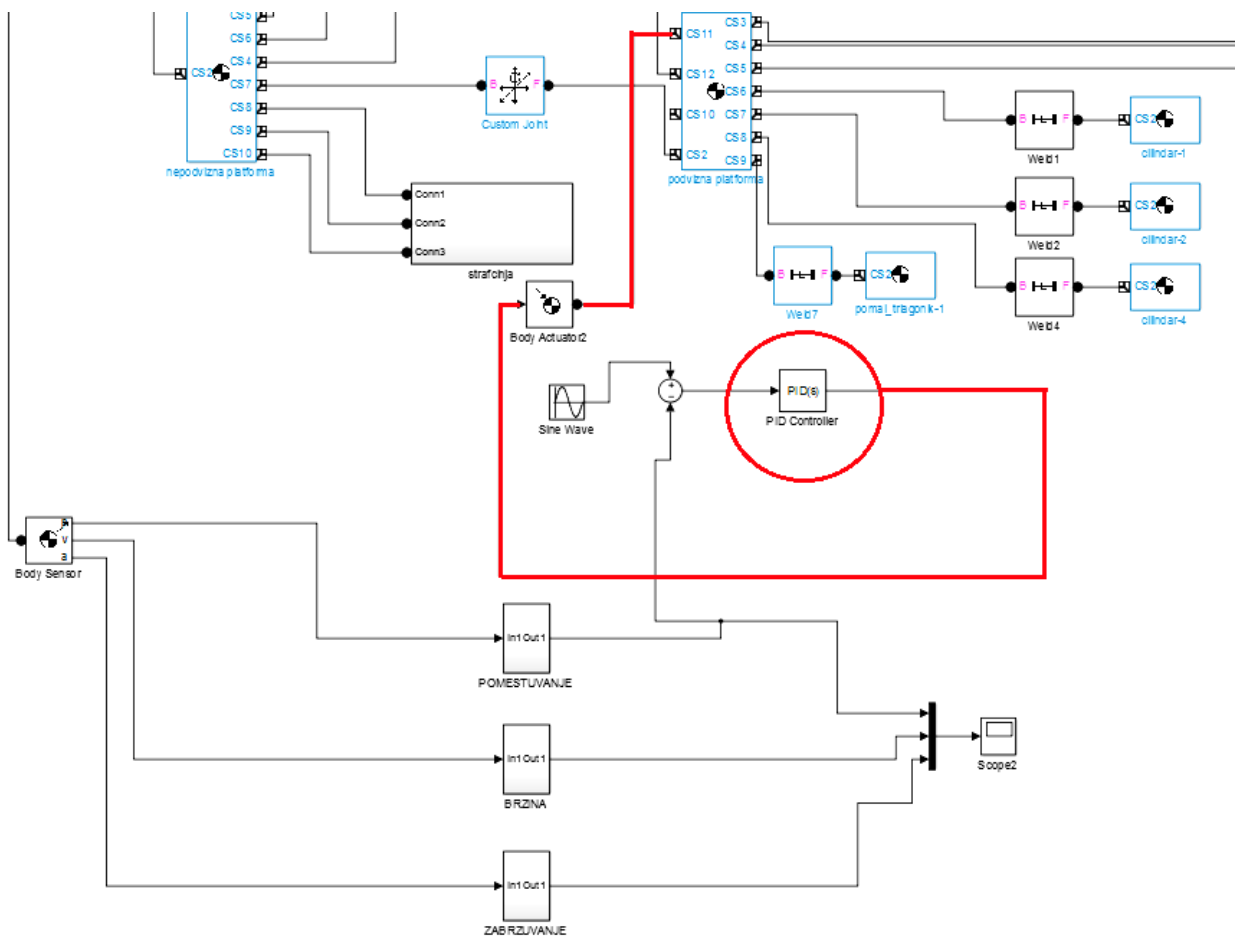 CS5
CS6
CS4
CS2
CS7
CS8
CS9
CS10
nepodvizna platforma
B
F
Custom Joint
CS11
CS12
CS10
CS2
CS3
CS4
CS5
CS6
CS7
CS8
CS9
podvizna platforma
B
F
Weld1
CS2
cilindar-1
B
F
Weld2
CS2
cilindar-2
B
F
Weld4
CS2
cilindar-4
B
F
Weld7
CS2
pomal_triagonik-1
Conn1
Conn2
Conn3
strafchja
Body Actuator2
Sine Wave
+
−
PID(s)
PID Controller
v
a
Body Sensor
In1 Out1
POMESTUVANJE
In1 Out1
BRZINA
In1 Out1
ZABRZUVANJE
Scope2